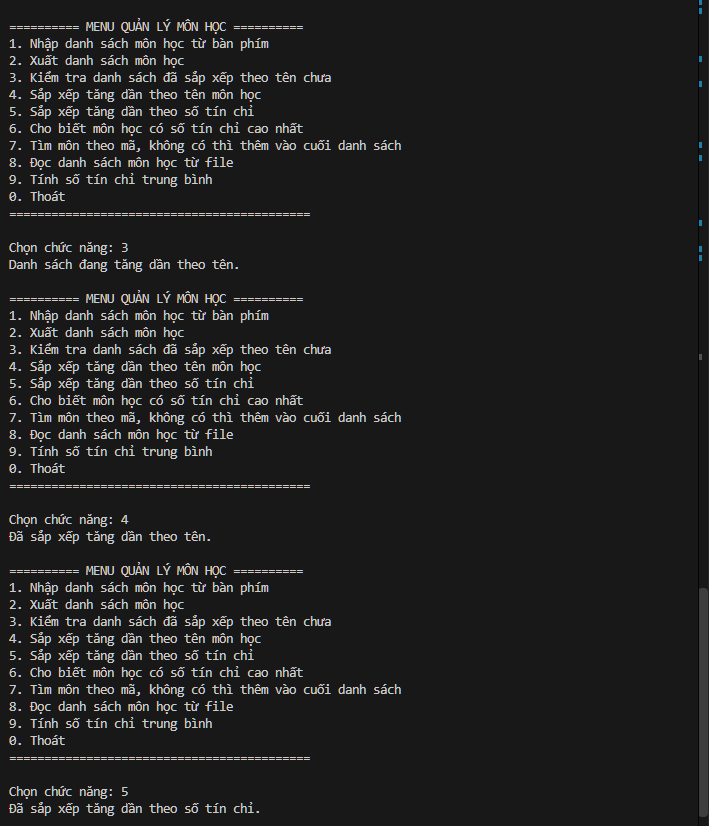 ========== MENU QUẢN LÝ MÔN HỌC ==========
1. Nhập danh sách môn học từ bàn phím
2. Xuất danh sách môn học
3. Kiểm tra danh sách đã sắp xếp theo tên chưa
4. Sắp xếp tăng dần theo tên môn học
5. Sắp xếp tăng dần theo số tín chỉ
6. Cho biết môn học có số tín chỉ cao nhất
7. Tìm môn theo mã, không có thì thêm vào cuối danh sách
8. Đọc danh sách môn học từ file
9. Tính số tín chỉ trung bình
0. Thoát
===========================================
Chọn chức năng: 3
Danh sách đang tăng dần theo tên.
========== MENU QUẢN LÝ MÔN HỌC ==========
1. Nhập danh sách môn học từ bàn phím
2. Xuất danh sách môn học
3. Kiểm tra danh sách đã sắp xếp theo tên chưa
4. Sắp xếp tăng dần theo tên môn học
5. Sắp xếp tăng dần theo số tín chỉ
6. Cho biết môn học có số tín chỉ cao nhất
7. Tìm môn theo mã, không có thì thêm vào cuối danh sách
8. Đọc danh sách môn học từ file
9. Tính số tín chỉ trung bình
0. Thoát
===========================================
Chọn chức năng: 4
Đã sắp xếp tăng dần theo tên.
========== MENU QUẢN LÝ MÔN HỌC ==========
1. Nhập danh sách môn học từ bàn phím
2. Xuất danh sách môn học
3. Kiểm tra danh sách đã sắp xếp theo tên chưa
4. Sắp xếp tăng dần theo tên môn học
5. Sắp xếp tăng dần theo số tín chỉ
6. Cho biết môn học có số tín chỉ cao nhất
7. Tìm môn theo mã, không có thì thêm vào cuối danh sách
8. Đọc danh sách môn học từ file
9. Tính số tín chỉ trung bình
0. Thoát
===========================================
Chọn chức năng: 5
Đã sắp xếp tăng dần theo số tín chỉ.